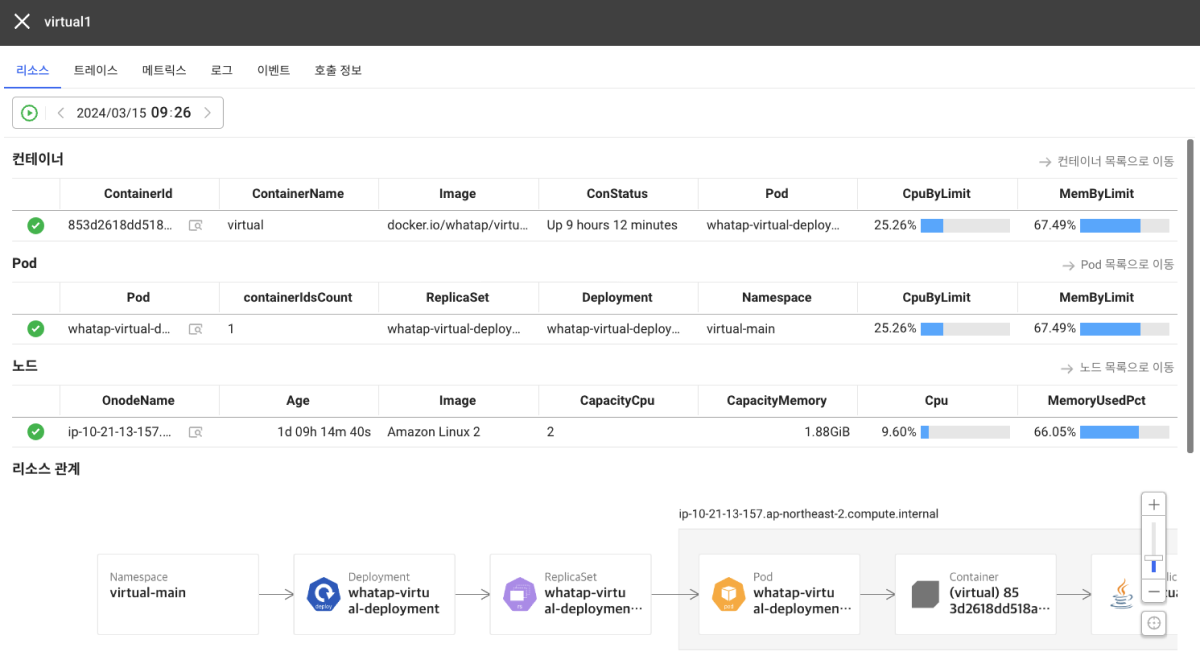 virtual1
리소스 트레이스 메트릭스 로그 이벤트 호출 정보
2024/03/15 09:26
컨테이너
컨테이너 목록으로 이동
ContainerId ContainerName Image ConStatus Pod CpuByLimit MemByLimit
853d2618dd518... virtual docker.io/whatap/virtu... Up 9 hours 12 minutes whatap-virtual-deploy... 25.26% 67.49%
Pod
Pod 목록으로 이동
Pod containerIdsCount ReplicaSet Deployment Namespace CpuByLimit MemByLimit
whatap-virtual-d... 1 whatap-virtual-deploy... whatap-virtual-deploy... virtual-main 25.26% 67.49%
노드
노드 목록으로 이동
OnodeName Age Image CapacityCpu CapacityMemory Cpu MemoryUsedPct
ip-10-21-13-157.... 1d 09h 14m 40s Amazon Linux 2 2 1.88GiB 9.60% 66.05%
리소스 관계
ip-10-21-13-157.ap-northeast-2.compute.internal
Namespace
virtual-main
deploy
Deployment
whatap-virtu
al-deployment
rs
ReplicaSet
whatap-virtu
al-deploymen···
pod
Pod
whatap-virtu
al-deploymen···
Container
(virtual) 85
3d2618dd518a···